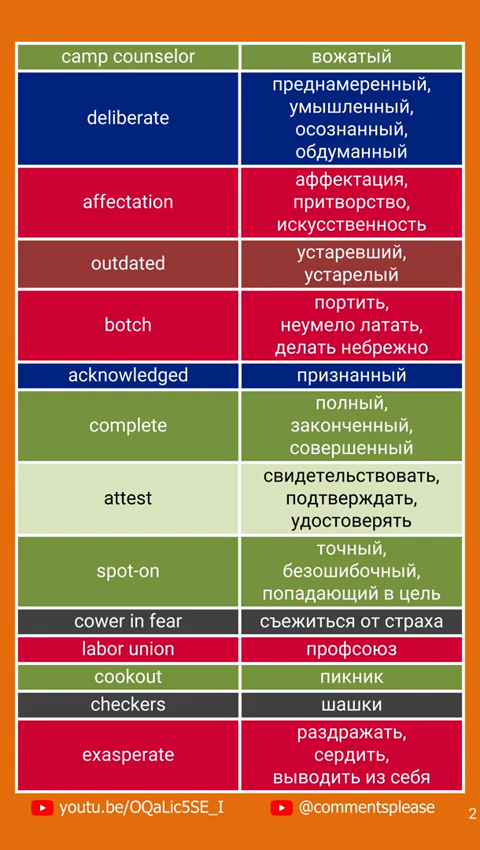 camp counselor
вожатый
deliberate
преднамеренный,
умышленный,
осознанный,
обдуманный
affectation
аффектация,
притворство,
искусственность
outdated
устаревший,
устарелый
botch
портить,
неумело латать,
делать небрежно
acknowledged
признанный
complete
полный,
законченный,
совершенный
attest
свидетельствовать,
подтверждать,
удостоверять
spot-on
точный,
безошибочный,
попадающий в цель
cower in fear
съежиться от страха
labor union
профсоюз
cookout
пикник
checkers
шашки
exasperate
раздражать,
сердить,
выводить из себя
youtu.be/OQaLic5SE_I
@commentsplease
2